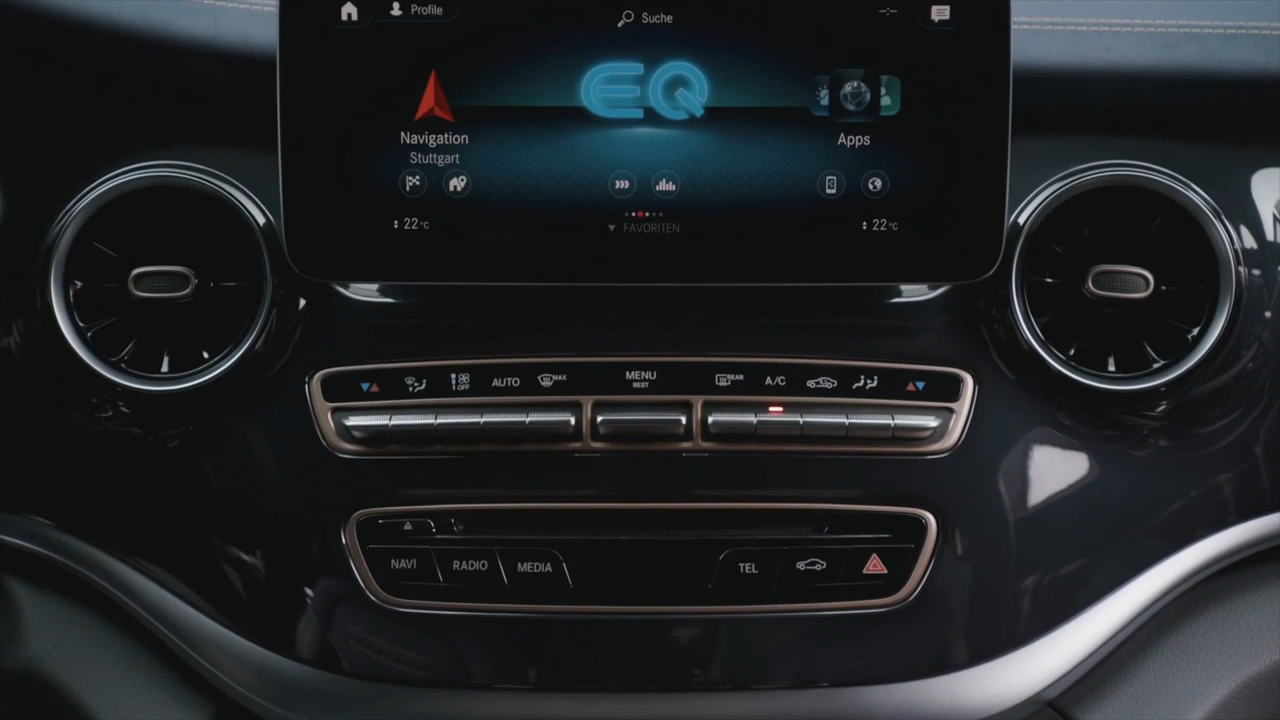 Profile
Suche
EQ
Navigation
Stuttgart
Apps
22°C
22°C
FAVORITEN
OFF
AUTO
MAX
MENU
REST
REAR
A/C
NAVI
RADIO
MEDIA
TEL